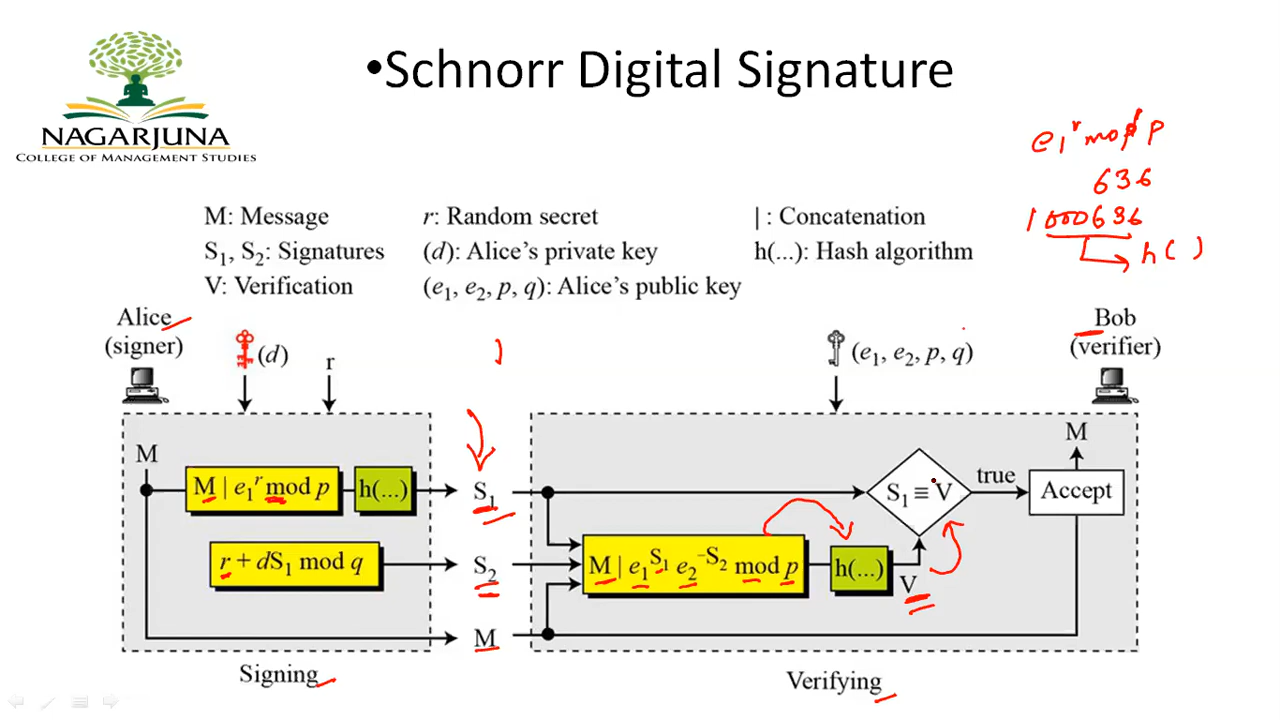 •Schnorr Digital Signature
NAGARJUNA
COLLEGE OF MANAGEMENT STUDIES
e₁ʳ mod p
636
1000636
h( )
M: Message
r: Random secret
| : Concatenation
S₁, S₂: Signatures
(d): Alice's private key
h(...): Hash algorithm
V: Verification
(e₁, e₂, p, q): Alice's public key
Alice
(signer)
(d)
r
(e₁, e₂, p, q)
Bob
(verifier)
M
M | e₁ʳ mod p
h(...)
S₁
S₁ ≡ V
true
Accept
M
r + dS₁ mod q
S₂
M | e₁^S₁ e₂^-S₂ mod p
h(...)
V
M
Signing
Verifying